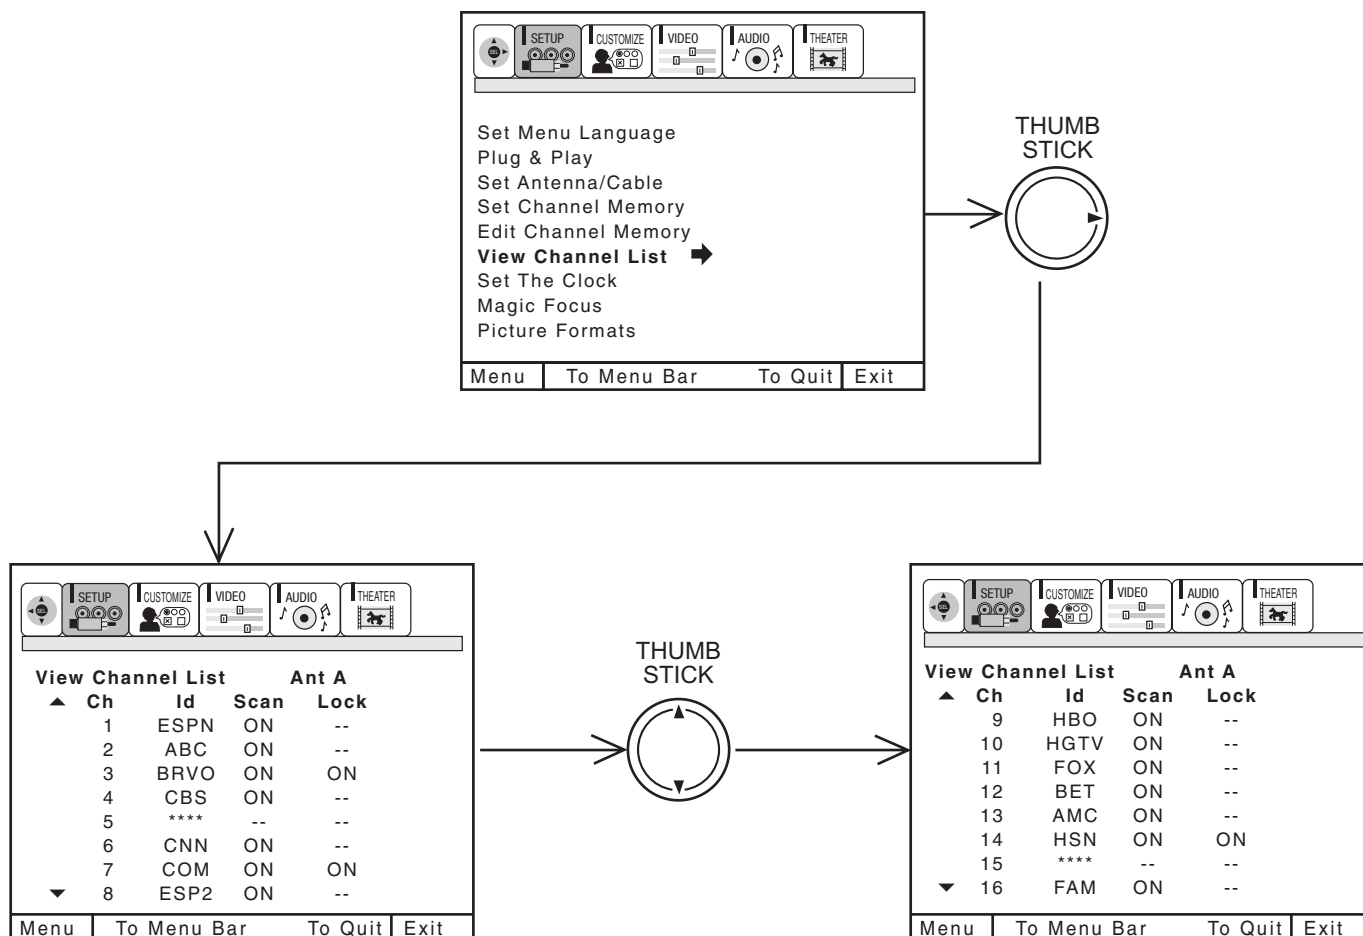 SETUP CUSTOMIZE VIDEO AUDIO THEATER
SEL
Set Menu Language
Plug & Play
Set Antenna/Cable
Set Channel Memory
Edit Channel Memory
View Channel List
Set The Clock
Magic Focus
Picture Formats
Menu To Menu Bar To Quit Exit
THUMB
STICK
SETUP CUSTOMIZE VIDEO AUDIO THEATER
SEL
View Channel List Ant A
Ch Id Scan Lock
1 ESPN ON --
2 ABC ON --
3 BRVO ON ON
4 CBS ON --
5 **** -- --
6 CNN ON --
7 COM ON ON
8 ESP2 ON --
Menu To Menu Bar To Quit Exit
THUMB
STICK
SETUP CUSTOMIZE VIDEO AUDIO THEATER
SEL
View Channel List Ant A
Ch Id Scan Lock
9 HBO ON --
10 HGTV ON --
11 FOX ON --
12 BET ON --
13 AMC ON --
14 HSN ON ON
15 **** -- --
16 FAM ON --
Menu To Menu Bar To Quit Exit